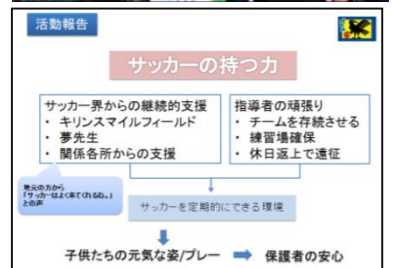 活動報告
サッカーの持つ力
サッカー界からの継続的支援
・ キリンスマイルフィールド
・ 夢先生
・ 関係各所からの支援
指導者の頑張り
・ チームを存続させる
・ 練習場確保
・ 休日返上で遠征
地元の方から
「サッカーはよく来てくれるね。」
との声
サッカーを定期的にできる環境
子供たちの元気な姿/プレー ➡ 保護者の安心